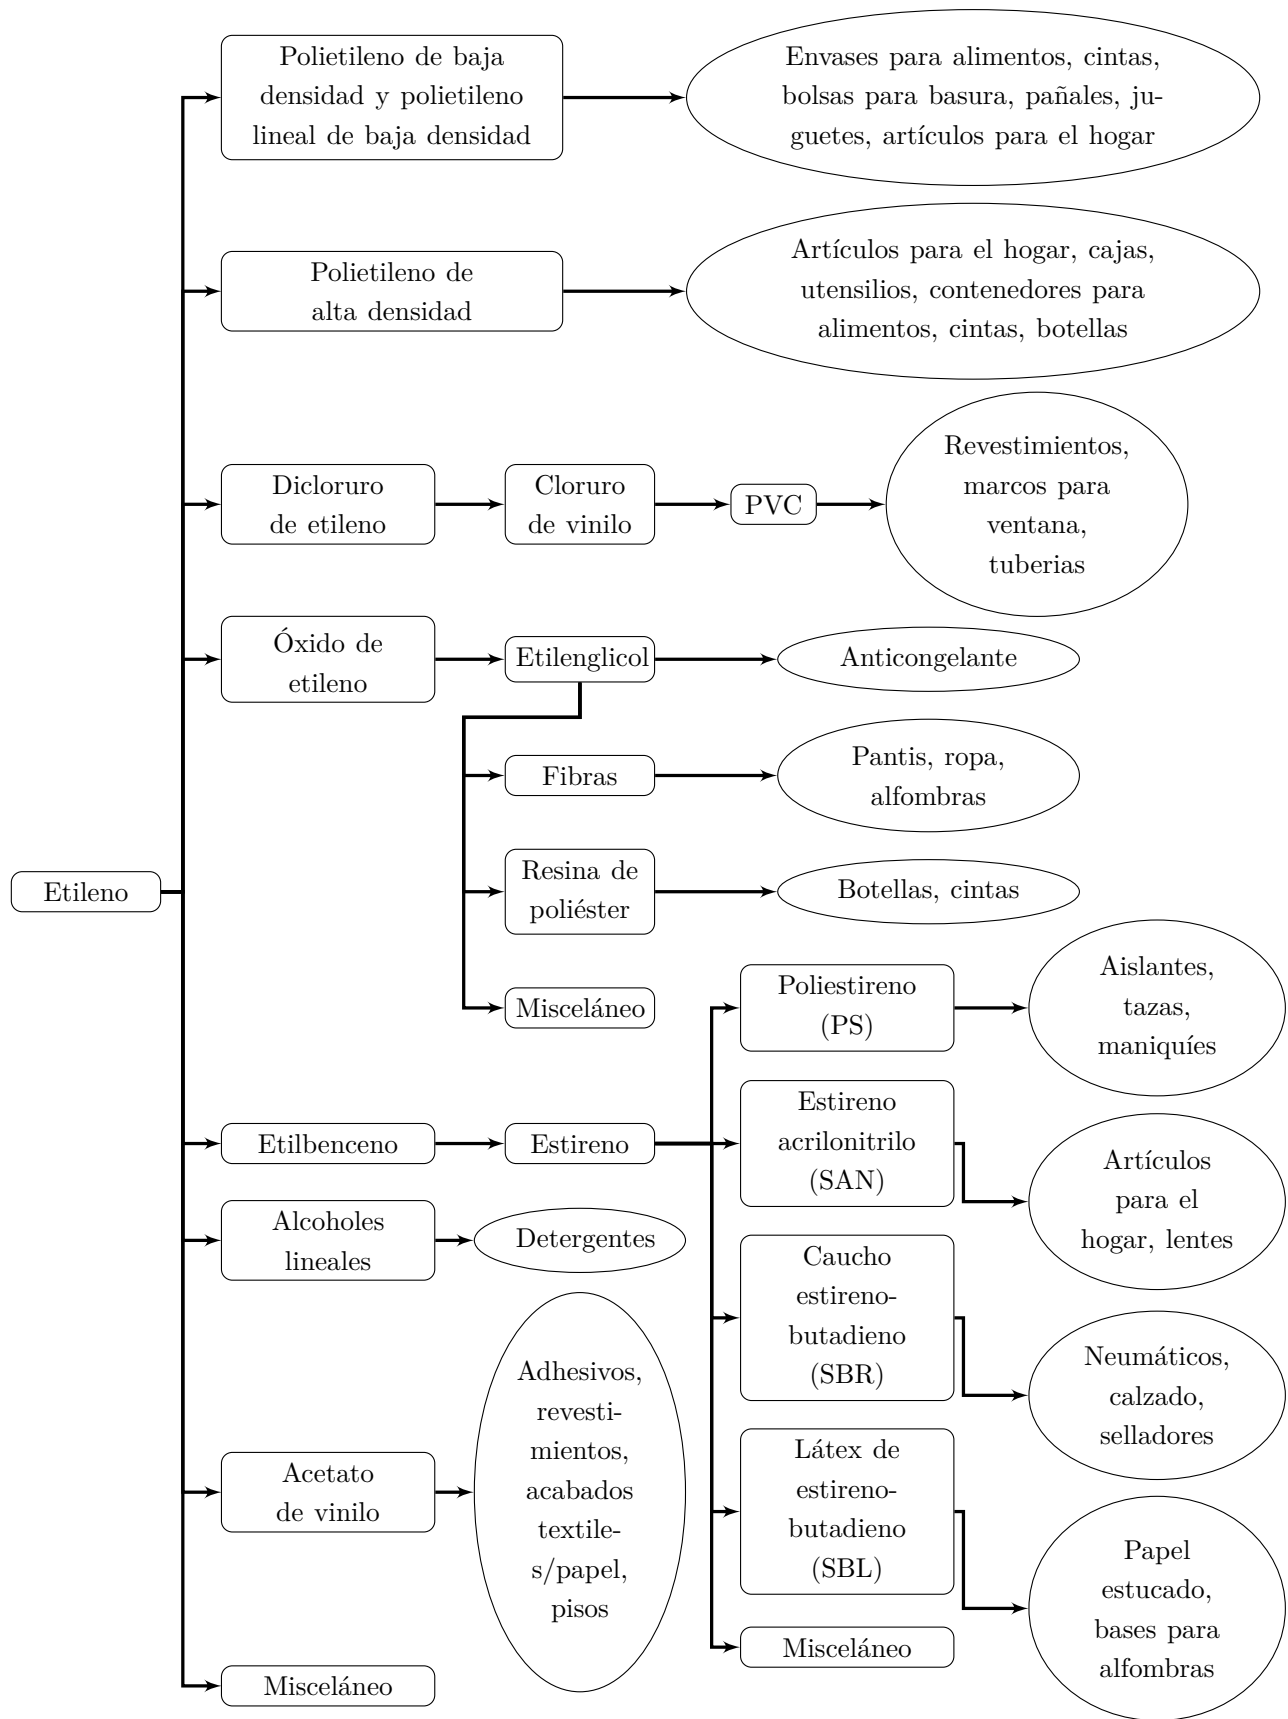 Polietileno de baja
densidad y polietileno
lineal de baja densidad
Envases para alimentos, cintas,
bolsas para basura, pañales, ju-
guetes, artículos para el hogar
Polietileno de
alta densidad
Artículos para el hogar, cajas,
utensilios, contenedores para
alimentos, cintas, botellas
Dicloruro
de etileno
Cloruro
de vinilo
PVC
Revestimientos,
marcos para
ventana,
tuberias
Óxido de
etileno
Etilenglicol
Anticongelante
Fibras
Pantis, ropa,
alfombras
Etileno
Resina de
poliéster
Botellas, cintas
Misceláneo
Poliestireno
(PS)
Aislantes,
tazas,
maniquíes
Etilbenceno
Estireno
Estireno
acrilonitrilo
(SAN)
Artículos
para el
hogar, lentes
Alcoholes
lineales
Detergentes
Caucho
estireno-
butadieno
(SBR)
Neumáticos,
calzado,
selladores
Acetato
de vinilo
Adhesivos,
revesti-
mientos,
acabados
textile-
s/papel,
pisos
Látex de
estireno-
butadieno
(SBL)
Papel
estucado,
bases para
alfombras
Misceláneo
Misceláneo